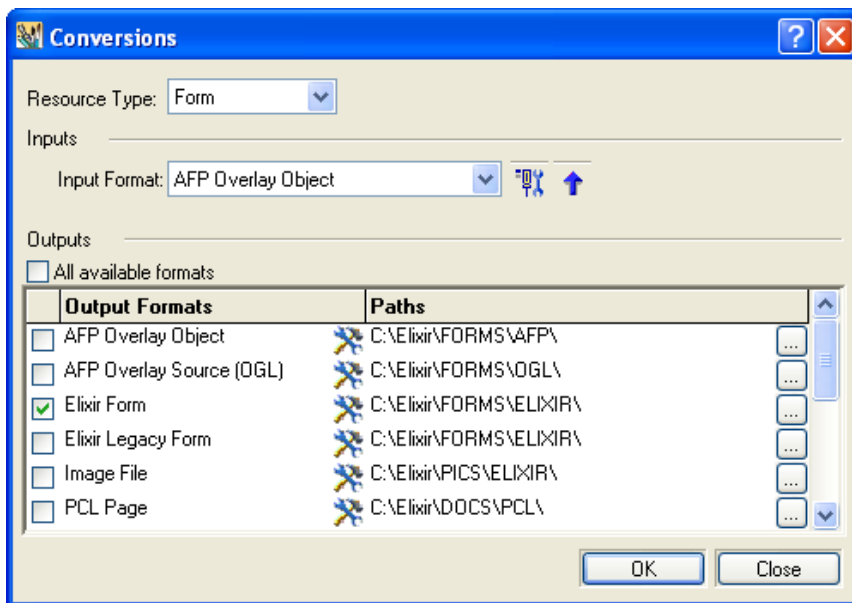 Conversions
Resource Type: Form
Inputs
Input Format: AFP Overlay Object
Outputs
All available formats
Output Formats Paths
AFP Overlay Object C:\Elixir\FORMS\AFP\ ...
AFP Overlay Source (OGL) C:\Elixir\FORMS\OGL\ ...
Elixir Form C:\Elixir\FORMS\ELIXIR\ ...
Elixir Legacy Form C:\Elixir\FORMS\ELIXIR\ ...
Image File C:\Elixir\PICS\ELIXIR\ ...
PCL Page C:\Elixir\DOCS\PCL\ ...
OK Close